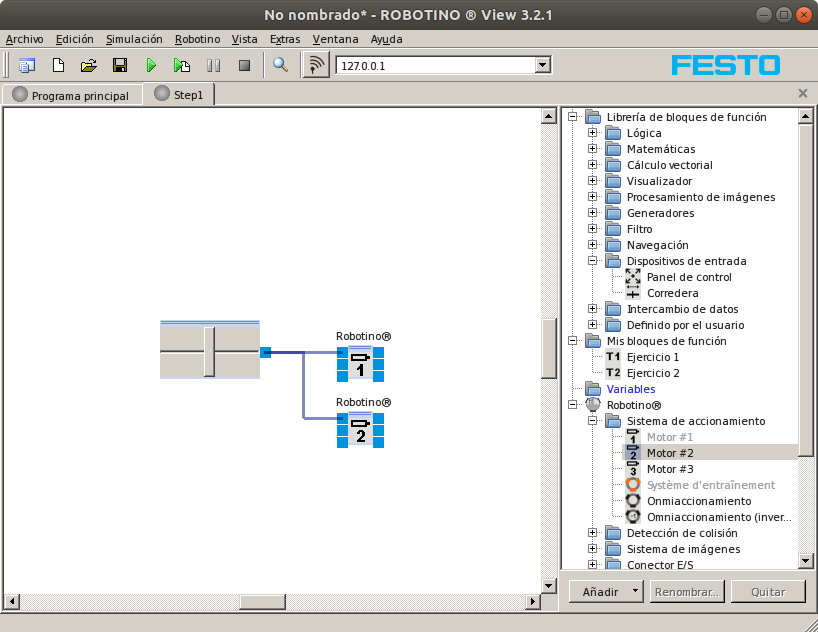 No nombrado* - ROBOTINO ® View 3.2.1
Archivo Edición Simulación Robotino Vista Extras Ventana Ayuda
127.0.0.1
FESTO
Programa principal Step1
Robotino®
1
Robotino®
2
Librería de bloques de función
Lógica
Matemáticas
Cálculo vectorial
Visualizador
Procesamiento de imágenes
Generadores
Filtro
Navegación
Dispositivos de entrada
Panel de control
Corredera
Intercambio de datos
Definido por el usuario
Mis bloques de función
T1 Ejercicio 1
T2 Ejercicio 2
Variables
Robotino®
Sistema de accionamiento
1 Motor #1
2 Motor #2
3 Motor #3
Système d'entraînement
Onmiaccionamiento
Omniaccionamiento (inver...
Detección de colisión
Sistema de imágenes
Conector E/S
Añadir Renombrar... Quitar